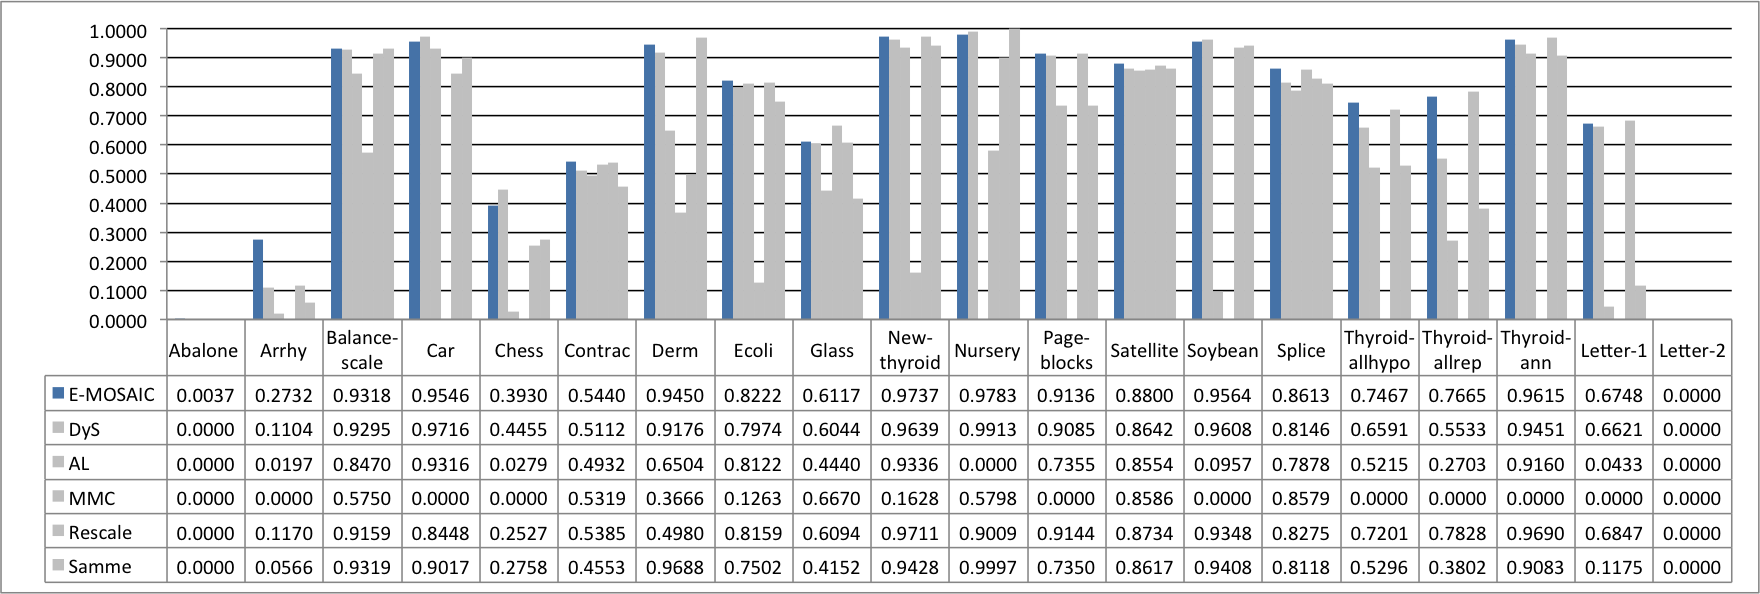 1.0000
0.9000
0.8000
0.7000
0.6000
0.5000
0.4000
0.3000
0.2000
0.1000
0.0000
Abalone Arrhy Balance-scale Car Chess Contrac Derm Ecoli Glass New-thyroid Nursery Page-blocks Satellite Soybean Splice Thyroid-allhypo Thyroid-allrep Thyroid-ann Letter-1 Letter-2
E-MOSAIC 0.0037 0.2732 0.9318 0.9546 0.3930 0.5440 0.9450 0.8222 0.6117 0.9737 0.9783 0.9136 0.8800 0.9564 0.8613 0.7467 0.7665 0.9615 0.6748 0.0000
DyS 0.0000 0.1104 0.9295 0.9716 0.4455 0.5112 0.9176 0.7974 0.6044 0.9639 0.9913 0.9085 0.8642 0.9608 0.8146 0.6591 0.5533 0.9451 0.6621 0.0000
AL 0.0000 0.0197 0.8470 0.9316 0.0279 0.4932 0.6504 0.8122 0.4440 0.9336 0.0000 0.7355 0.8554 0.0957 0.7878 0.5215 0.2703 0.9160 0.0433 0.0000
MMC 0.0000 0.0000 0.5750 0.0000 0.0000 0.5319 0.3666 0.1263 0.6670 0.1628 0.5798 0.0000 0.8586 0.0000 0.8579 0.0000 0.0000 0.0000 0.0000 0.0000
Rescale 0.0000 0.1170 0.9159 0.8448 0.2527 0.5385 0.4980 0.8159 0.6094 0.9711 0.9009 0.9144 0.8734 0.9348 0.8275 0.7201 0.7828 0.9690 0.6847 0.0000
Samme 0.0000 0.0566 0.9319 0.9017 0.2758 0.4553 0.9688 0.7502 0.4152 0.9428 0.9997 0.7350 0.8617 0.9408 0.8118 0.5296 0.3802 0.9083 0.1175 0.0000